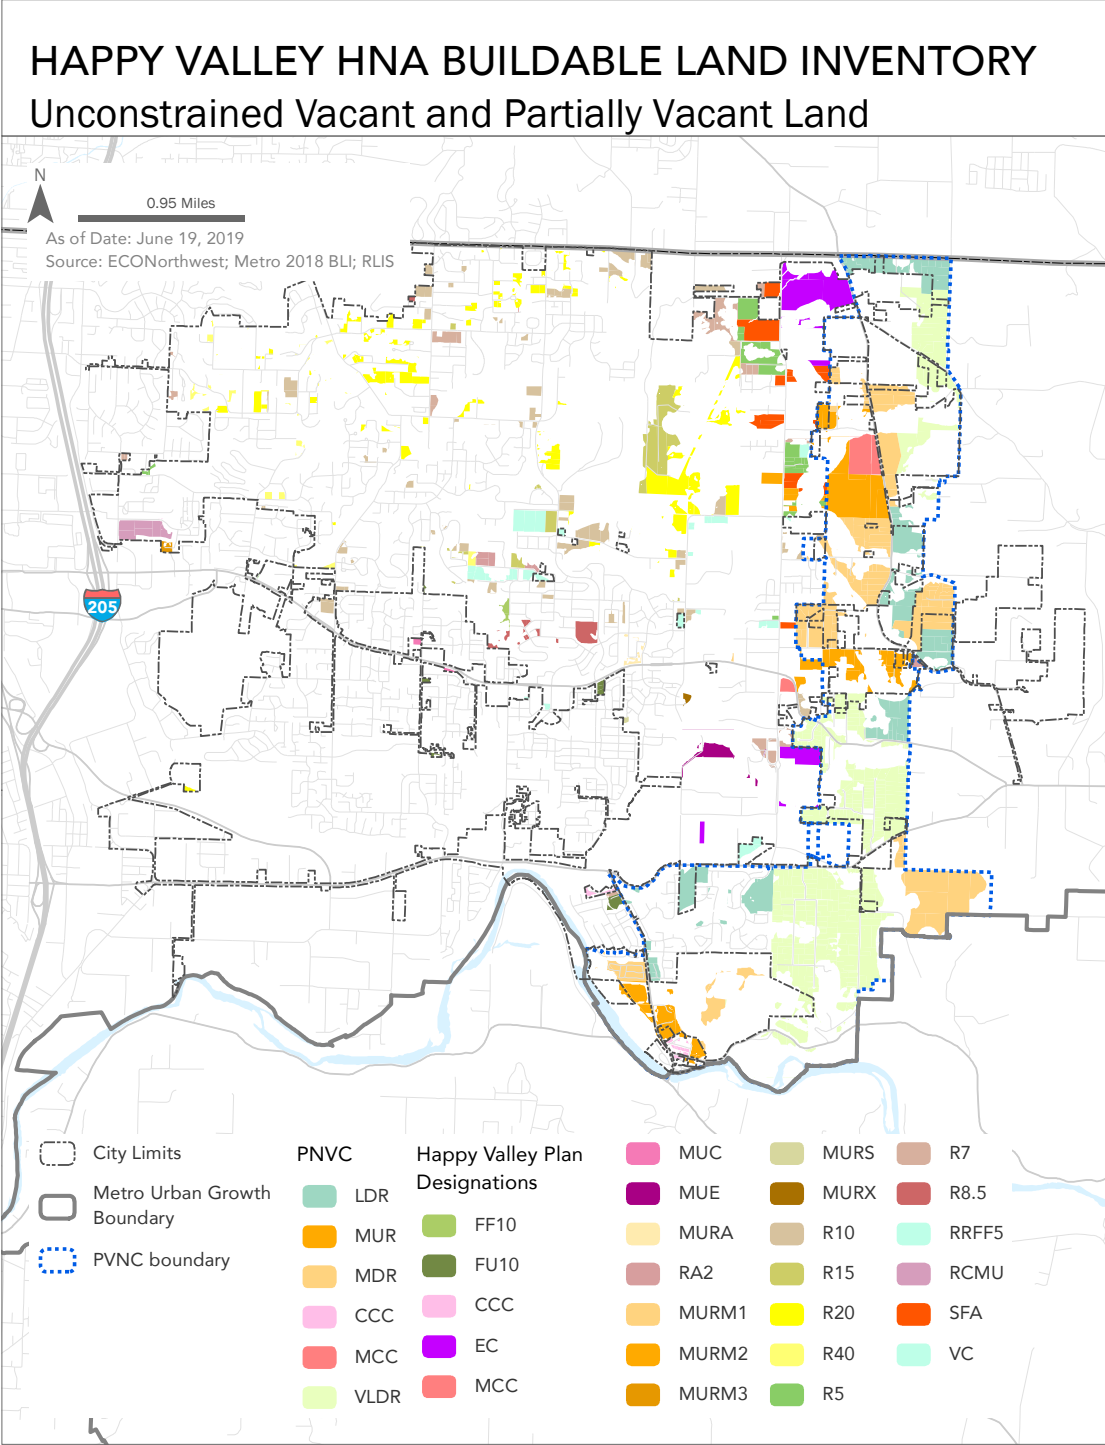 HAPPY VALLEY HNA BUILDABLE LAND INVENTORY
Unconstrained Vacant and Partially Vacant Land
N
0.95 Miles
As of Date: June 19, 2019
Source: ECONorthwest; Metro 2018 BLI; RLIS
205
City Limits
Metro Urban Growth
Boundary
PVNC boundary
PNVC
LDR
MUR
MDR
CCC
MCC
VLDR
Happy Valley Plan
Designations
FF10
FU10
CCC
EC
MCC
MUC
MUE
MURA
RA2
MURM1
MURM2
MURM3
MURS
MURX
R10
R15
R20
R40
R5
R7
R8.5
RRFF5
RCMU
SFA
VC